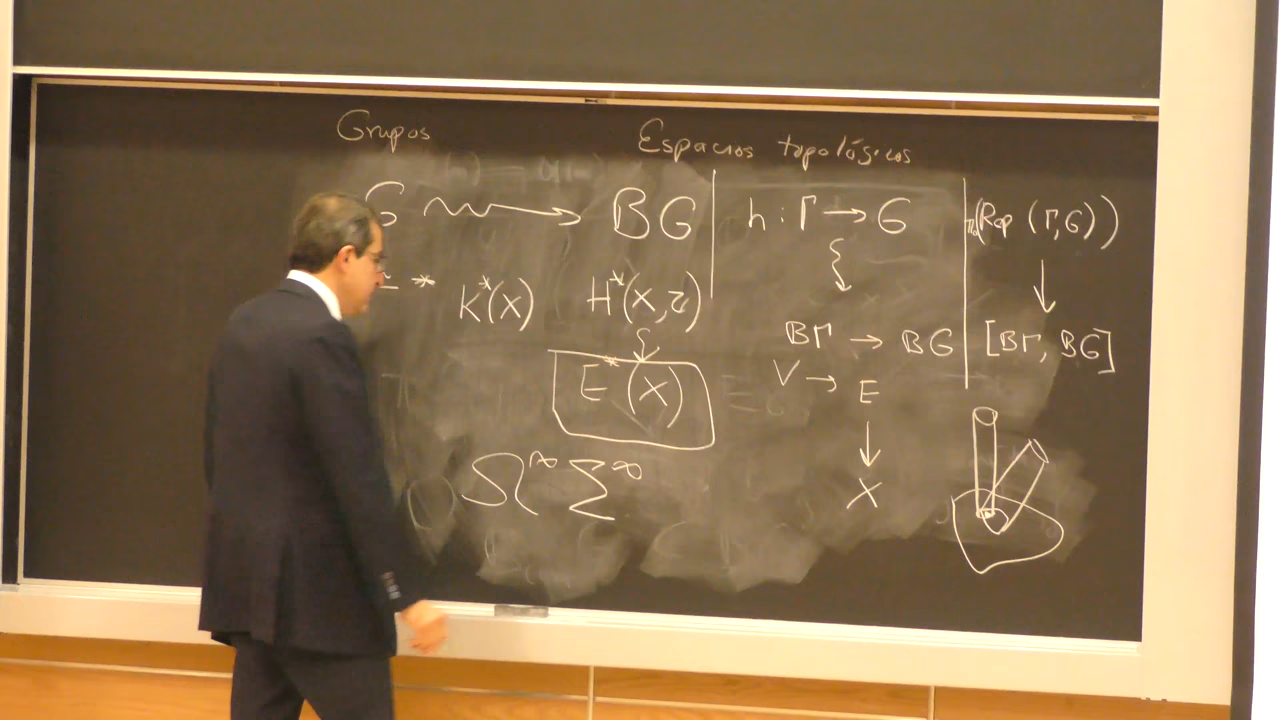 Grupos
Espacios topológicos
G ⇝ BG
h : Γ → G
π₀(Rep (Γ, G))
↓
* K*(X) H*(X, Z)
BΓ → BG
[BΓ, BG]
E*(X)
V → E
↓
X
Ω^∞ Σ^∞